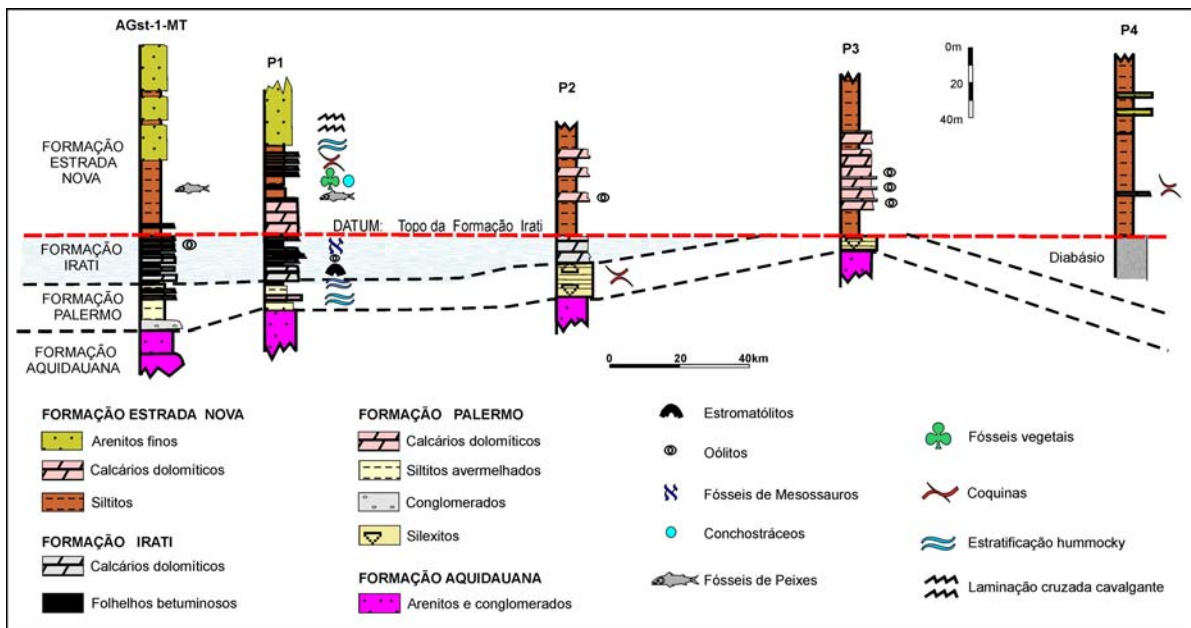 AGst-1-MT
P1
P2
P3
P4
0m
20
40m
FORMAÇÃO
ESTRADA
NOVA
DATUM: Topo da Formação Irati
FORMAÇÃO
IRATI
Diabásio
FORMAÇÃO
PALERMO
FORMAÇÃO
AQUIDAUANA
0 20 40km
FORMAÇÃO ESTRADA NOVA
Arenitos finos
Calcários dolomíticos
Siltitos
FORMAÇÃO IRATI
Calcários dolomíticos
Folhelhos betuminosos
FORMAÇÃO PALERMO
Calcários dolomíticos
Siltitos avermelhados
Conglomerados
Silexitos
FORMAÇÃO AQUIDAUANA
Arenitos e conglomerados
Estromatólitos
Oólitos
Fósseis de Mesossauros
Conchostráceos
Fósseis de Peixes
Fósseis vegetais
Coquinas
Estratificação hummocky
Laminação cruzada cavalgante